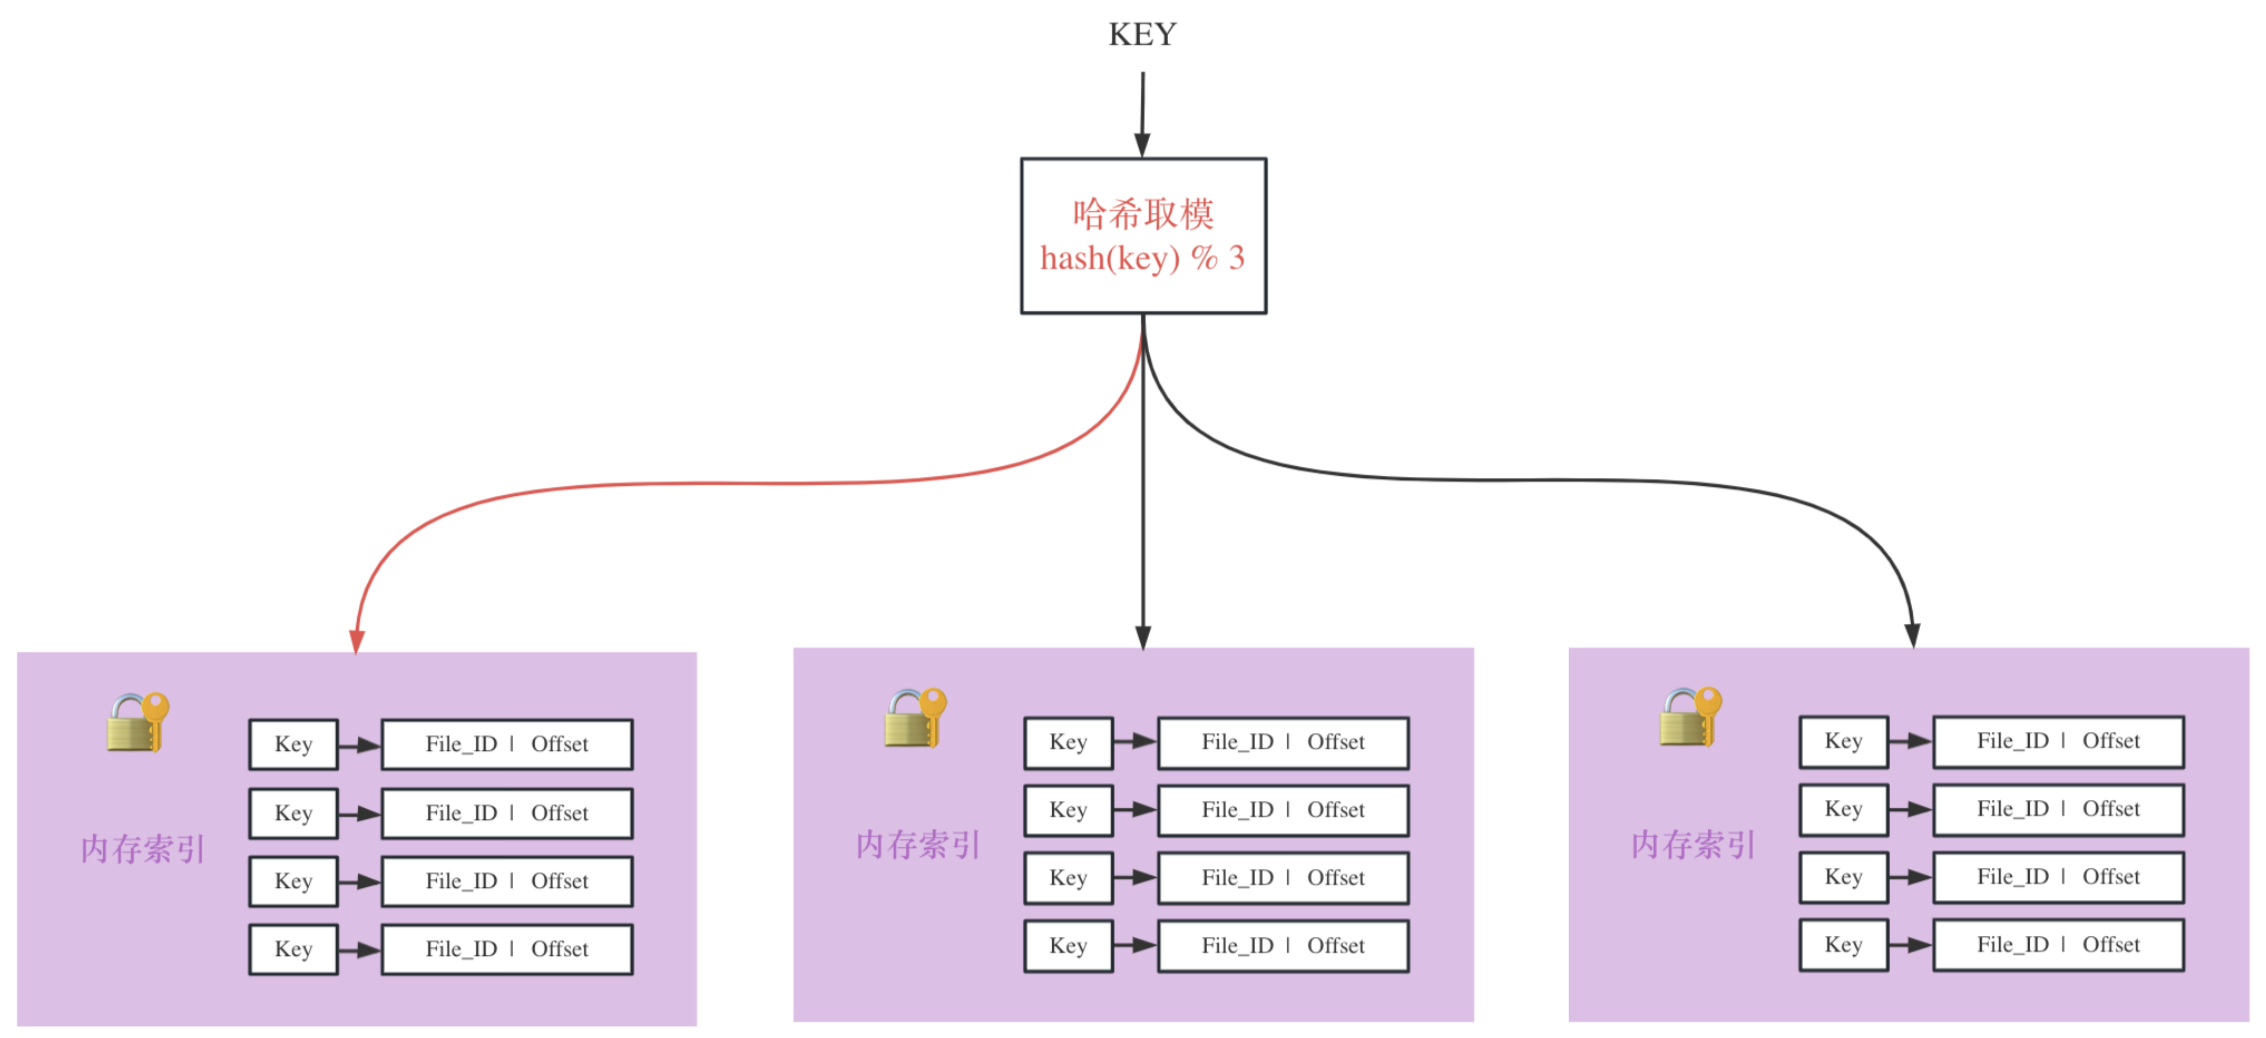 KEY
哈希取模
hash(key) % 3
内存索引
Key
File_ID | Offset
Key
File_ID | Offset
Key
File_ID | Offset
Key
File_ID | Offset
内存索引
Key
File_ID | Offset
Key
File_ID | Offset
Key
File_ID | Offset
Key
File_ID | Offset
内存索引
Key
File_ID | Offset
Key
File_ID | Offset
Key
File_ID | Offset
Key
File_ID | Offset